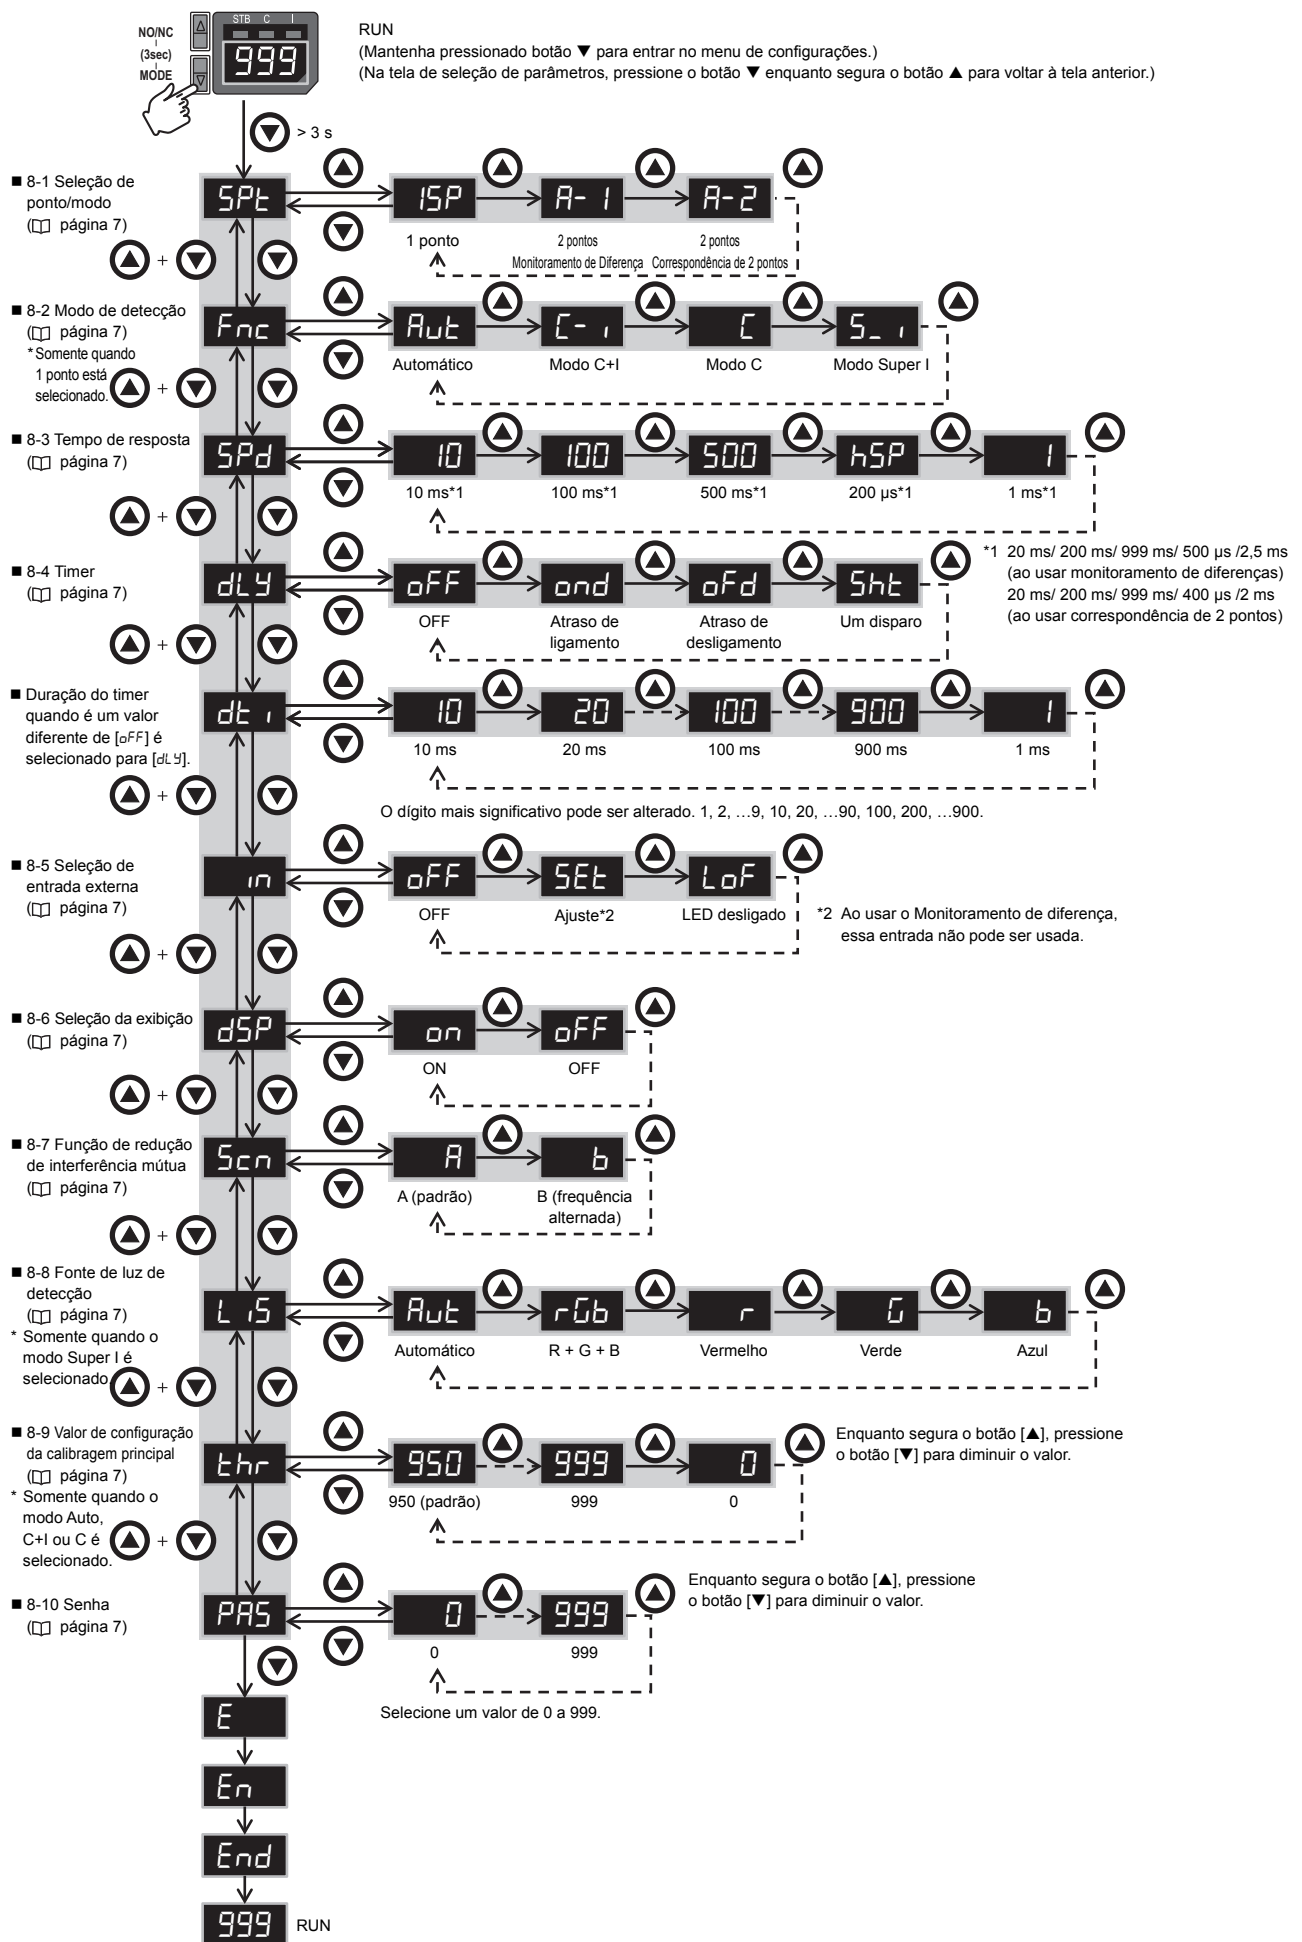 NO/NC
(3sec)
MODE
STB C I
999
RUN
(Mantenha pressionado botão ▼ para entrar no menu de configurações.)
(Na tela de seleção de parâmetros, pressione o botão ▼ enquanto segura o botão ▲ para voltar à tela anterior.)
> 3 s
■ 8-1 Seleção de
ponto/modo
( página 7)
SPt
1SP
A-1
A-2
1 ponto
2 pontos
Monitoramento de Diferença
2 pontos
Correspondência de 2 pontos
+
■ 8-2 Modo de detecção
( página 7)
* Somente quando
1 ponto está
selecionado.
Fnc
Aut
C-i
C
S_i
Automático
Modo C+I
Modo C
Modo Super I
+
■ 8-3 Tempo de resposta
( página 7)
SPd
10
100
500
hSP
1
10 ms*1
100 ms*1
500 ms*1
200 µs*1
1 ms*1
+
*1 20 ms/ 200 ms/ 999 ms/ 500 µs /2,5 ms
(ao usar monitoramento de diferenças)
20 ms/ 200 ms/ 999 ms/ 400 µs /2 ms
(ao usar correspondência de 2 pontos)
■ 8-4 Timer
( página 7)
dLY
oFF
ond
oFd
Sht
OFF
Atraso de
ligamento
Atraso de
desligamento
Um disparo
+
■ Duração do timer
quando é um valor
diferente de [oFF] é
selecionado para [dLY].
dti
10
20
100
900
1
10 ms
20 ms
100 ms
900 ms
1 ms
+
O dígito mais significativo pode ser alterado. 1, 2, …9, 10, 20, …90, 100, 200, …900.
■ 8-5 Seleção de
entrada externa
( página 7)
in
oFF
SEt
LoF
OFF
Ajuste*2
LED desligado
*2 Ao usar o Monitoramento de diferença,
essa entrada não pode ser usada.
+
■ 8-6 Seleção da exibição
( página 7)
dSP
on
oFF
ON
OFF
+
■ 8-7 Função de redução
de interferência mútua
( página 7)
Scn
A
b
A (padrão)
B (frequência
alternada)
+
■ 8-8 Fonte de luz de
detecção
( página 7)
* Somente quando o
modo Super I é
selecionado
LiS
Aut
rGb
r
G
b
Automático
R + G + B
Vermelho
Verde
Azul
+
■ 8-9 Valor de configuração
da calibragem principal
( página 7)
* Somente quando o
modo Auto,
C+I ou C é
selecionado.
thr
950
999
0
950 (padrão)
999
0
Enquanto segura o botão [▲], pressione
o botão [▼] para diminuir o valor.
+
■ 8-10 Senha
( página 7)
PAS
0
999
0
999
Enquanto segura o botão [▲], pressione
o botão [▼] para diminuir o valor.
Selecione um valor de 0 a 999.
E
En
End
999
RUN